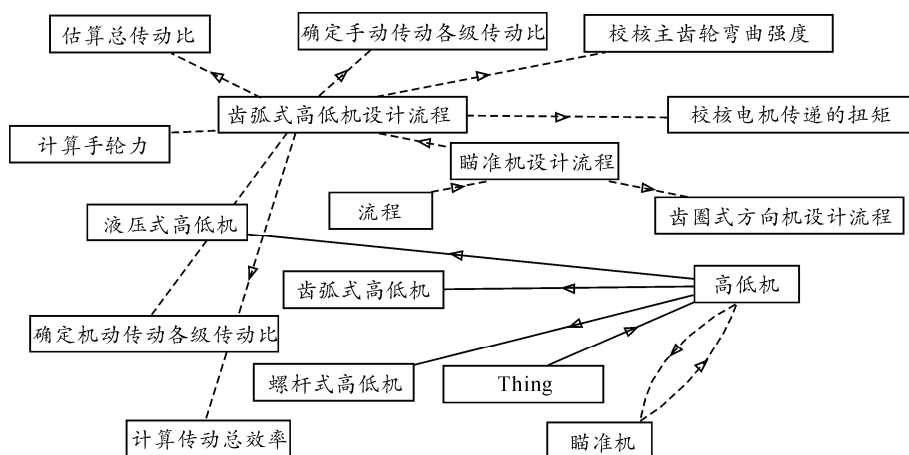 估算总传动比
确定手动传动各级传动比
校核主齿轮弯曲强度
齿弧式高低机设计流程
校核电机传递的扭矩
计算手轮力
瞄准机设计流程
流程
齿圈式方向机设计流程
液压式高低机
齿弧式高低机
高低机
确定机动传动各级传动比
螺杆式高低机
Thing
计算传动总效率
瞄准机